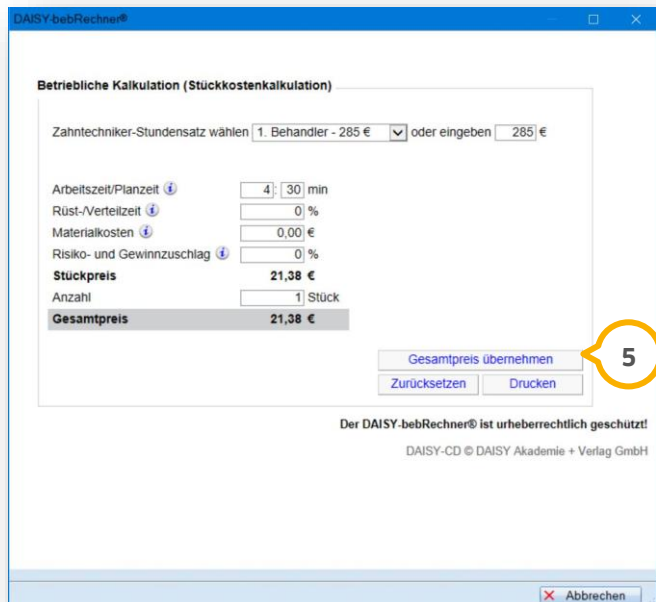 DAISY-bebRechner®
Betriebliche Kalkulation (Stückkostenkalkulation)
Zahntechniker-Stundensatz wählen 1. Behandler - 285 € oder eingeben 285 €
Arbeitszeit/Planzeit i 4 : 30 min
Rüst-/Verteilzeit i 0 %
Materialkosten i 0,00 €
Risiko- und Gewinnzuschlag i 0 %
Stückpreis 21,38 €
Anzahl 1 Stück
Gesamtpreis 21,38 €
Gesamtpreis übernehmen 5
Zurücksetzen Drucken
Der DAISY-bebRechner® ist urheberrechtlich geschützt!
DAISY-CD © DAISY Akademie + Verlag GmbH
Abbrechen